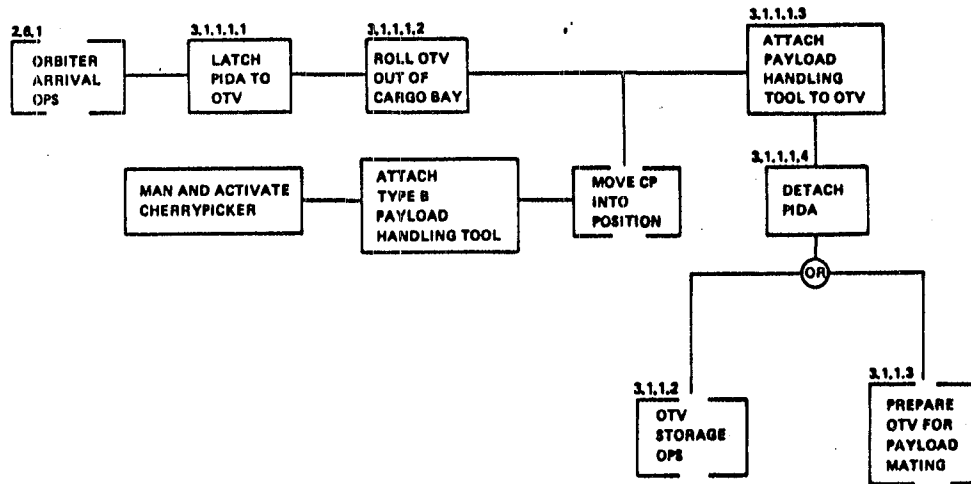 2,6,1
ORBITER
ARRIVAL
OPS
3,1,1,1,1
LATCH
PIDA TO
OTV
3,1,1,1,2
ROLL OTV
OUT OF
CARGO BAY
3,1,1,1,3
ATTACH
PAYLOAD
HANDLING
TOOL TO OTV
MAN AND ACTIVATE
CHERRYPICKER
ATTACH
TYPE B
PAYLOAD
HANDLING TOOL
MOVE CP
INTO
POSITION
3,1,1,1,4
DETACH
PIDA
OR
3,1,1,2
OTV
STORAGE
OPS
3,1,1,3
PREPARE
OTV FOR
PAYLOAD
MATING